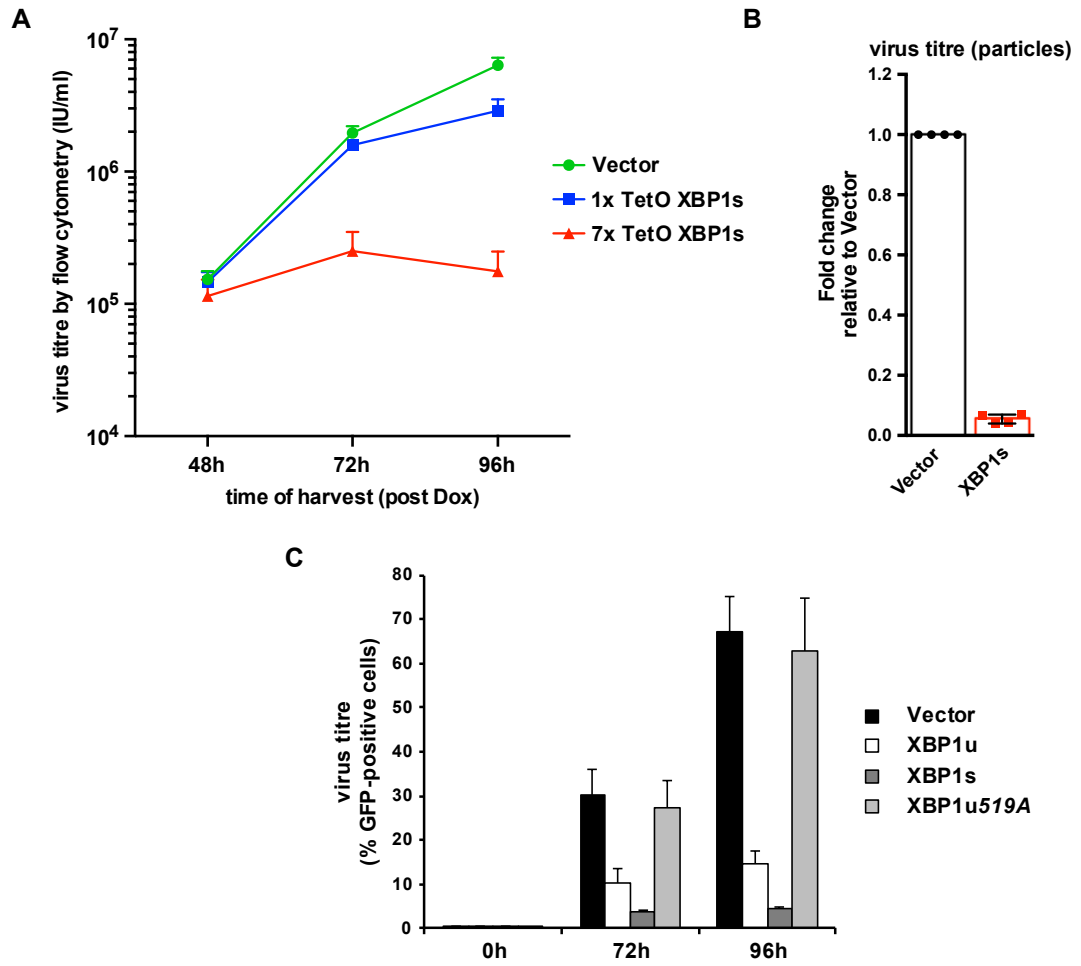 A
virus titre by flow cytometry (IU/ml)
10⁷
10⁶
10⁵
10⁴
48h
72h
96h
time of harvest (post Dox)
Vector
1x TetO XBP1s
7x TetO XBP1s
B
virus titre (particles)
Fold change
relative to Vector
1.2
1.0
0.8
0.6
0.4
0.2
0.0
Vector
XBP1s
C
virus titre
(% GFP-positive cells)
80
70
60
50
40
30
20
10
0
0h
72h
96h
Vector
XBP1u
XBP1s
XBP1u519A